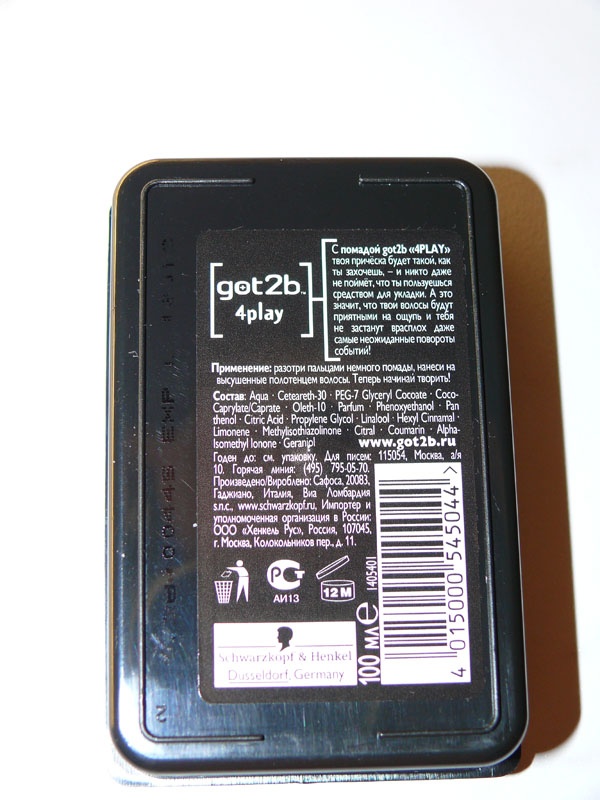 got2b™
4play
С помадой got2b «4PLAY»
твоя причёска будет такой, как
ты захочешь, – и никто даже
не поймёт, что ты пользуешься
средством для укладки. А это
значит, что твои волосы будут
приятными на ощупь и тебя
не застанут врасплох даже
самые неожиданные повороты
событий!
Применение: разотри пальцами немного помады, нанеси на
высушенные полотенцем волосы. Теперь начинай творить!
Состав: Aqua · Ceteareth-30 · PEG-7 Glyceryl Cocoate · Coco-
Caprylate/Caprate · Oleth-10 · Parfum · Phenoxyethanol · Pan
thenol · Citric Acid · Propylene Glycol · Linalool · Hexyl Cinnamal ·
Limonene · Methylisothiazolinone · Citral · Coumarin · Alpha-
Isomethyl Ionone · Geraniol
www.got2b.ru
Годен до: см. упаковку. Для писем: 115054, Москва, а/я
10. Горячая линия: (495) 795-05-70.
Произведено/Вироблено: Сафоса, 20083,
Гаджиано, Италия, Виа Ломбардия
s.n.c., www.schwarzkopf.ru, Импортер и
уполномоченная организация в России:
ООО «Хенкель Рус», Россия, 107045,
г. Москва, Колокольников пер., д. 11.
АИ13
12 M
1405401
100 МЛ e
4 015000 545044 >
Schwarzkopf & Henkel
Düsseldorf, Germany